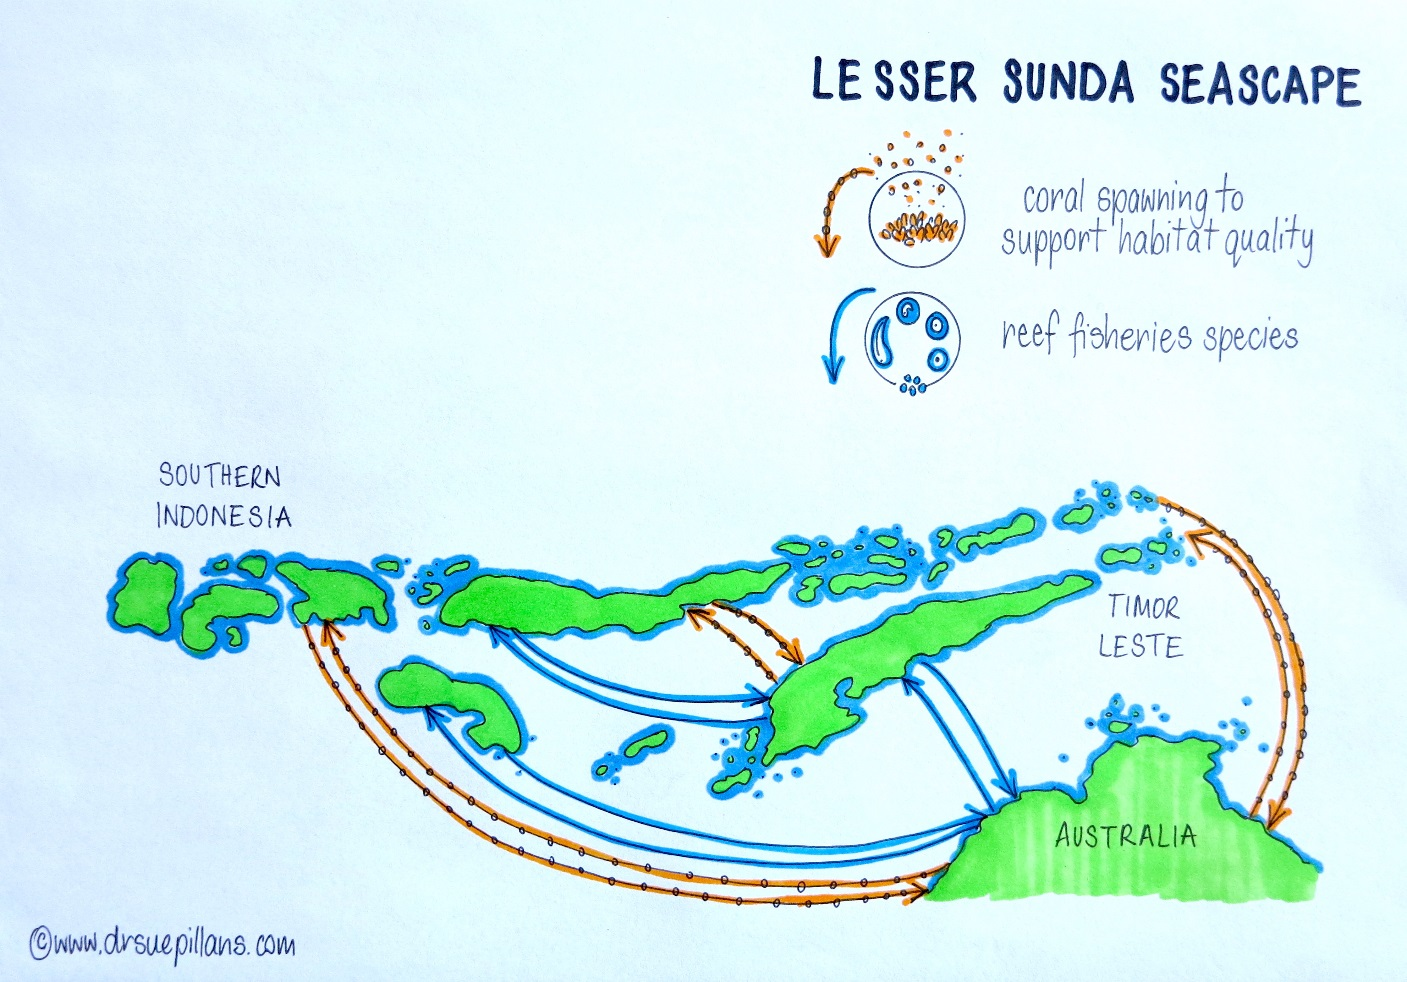 LESSER SUNDA SEASCAPE
coral spawning to
support habitat quality
reef fisheries species
SOUTHERN
INDONESIA
TIMOR
LESTE
AUSTRALIA
©www.drsuepillans.com